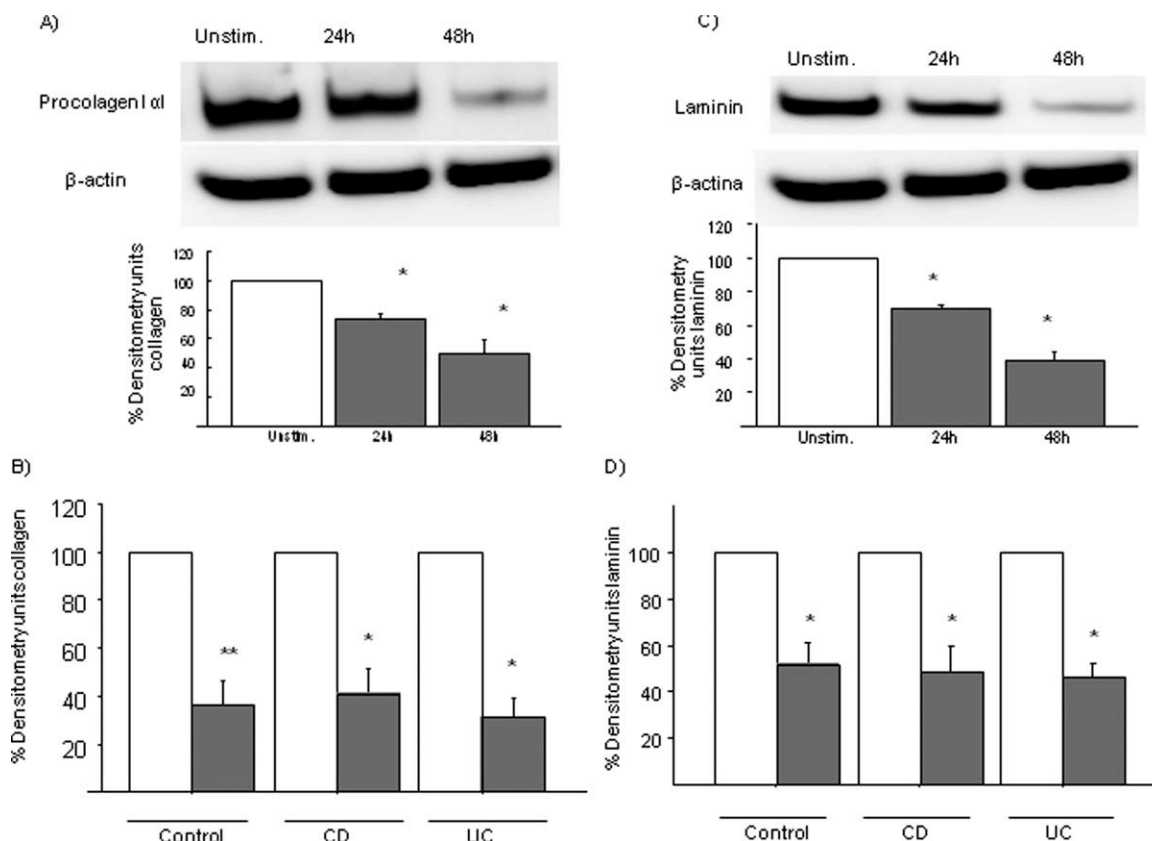 A)
Unstim. 24h 48h
Procolagen I αI
β-actin
% Densitometry units
collagen
120
100
80
60
40
20
Unstim. 24h 48h
C)
Unstim. 24h 48h
Laminin
β-actina
% Densitometry
units laminin
120
100
80
60
40
20
Unstim. 24h 48h
B)
% Densitometry units collagen
120
100
80
60
40
20
** * *
Control CD UC
D)
% Densitometry units laminin
100
80
60
40
20
* * *
Control CD UC